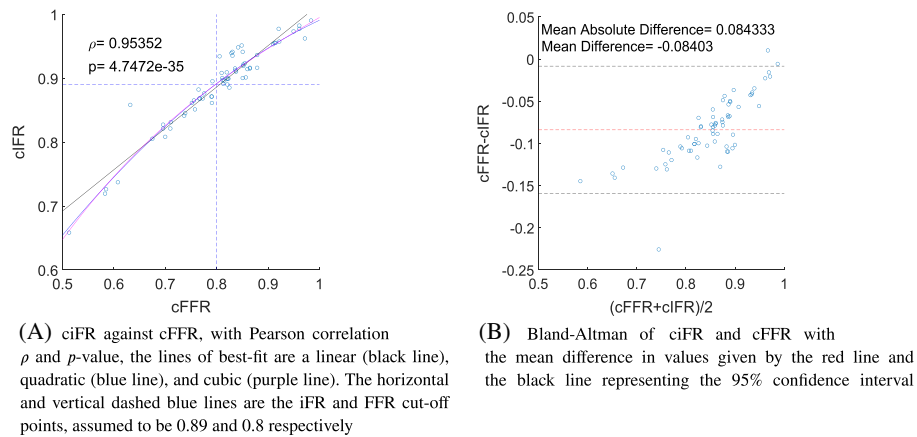 1
0.9
0.8
0.7
0.6
cIFR
ρ= 0.95352
p= 4.7472e-35
0.5
0.6
0.7
0.8
0.9
1
cFFR
(A) ciFR against cFFR, with Pearson correlation
ρ and p-value, the lines of best-fit are a linear (black line),
quadratic (blue line), and cubic (purple line). The horizontal
and vertical dashed blue lines are the iFR and FFR cut-off
points, assumed to be 0.89 and 0.8 respectively
0.05
0
-0.05
-0.1
-0.15
-0.2
-0.25
cFFR-cIFR
Mean Absolute Difference= 0.084333
Mean Difference= -0.08403
0.5
0.6
0.7
0.8
0.9
1
(cFFR+cIFR)/2
(B) Bland-Altman of ciFR and cFFR with
the mean difference in values given by the red line and
the black line representing the 95% confidence interval